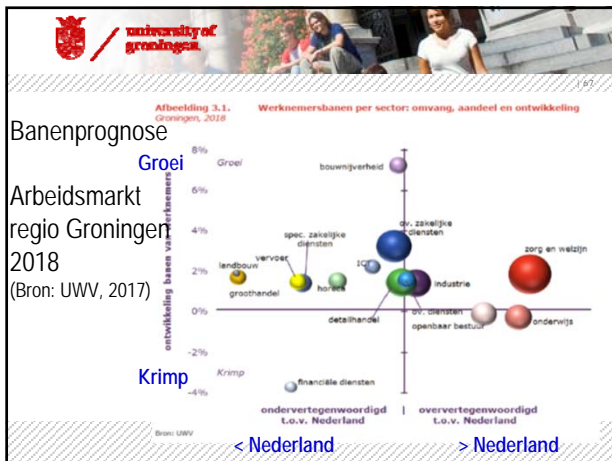 university of
groningen
| 67
Afbeelding 3.1. Werknemersbanen per sector: omvang, aandeel en ontwikkeling
Groningen, 2018
Banenprognose
Groei
Arbeidsmarkt
regio Groningen
2018
(Bron: UWV, 2017)
Krimp
ontwikkeling banen van werknemers
8%
6%
4%
2%
0%
-2%
-4%
Groei
bouwnijverheid
ov. zakelijke
diensten
spec. zakelijke
diensten
vervoer
ICT
zorg en welzijn
landbouw
groothandel
horeca
industrie
detailhandel
ov. diensten
openbaar bestuur
onderwijs
Krimp
financiële diensten
ondervertegenwoordigd | oververtegenwoordigd
t.o.v. Nederland t.o.v. Nederland
Bron: UWV
< Nederland > Nederland